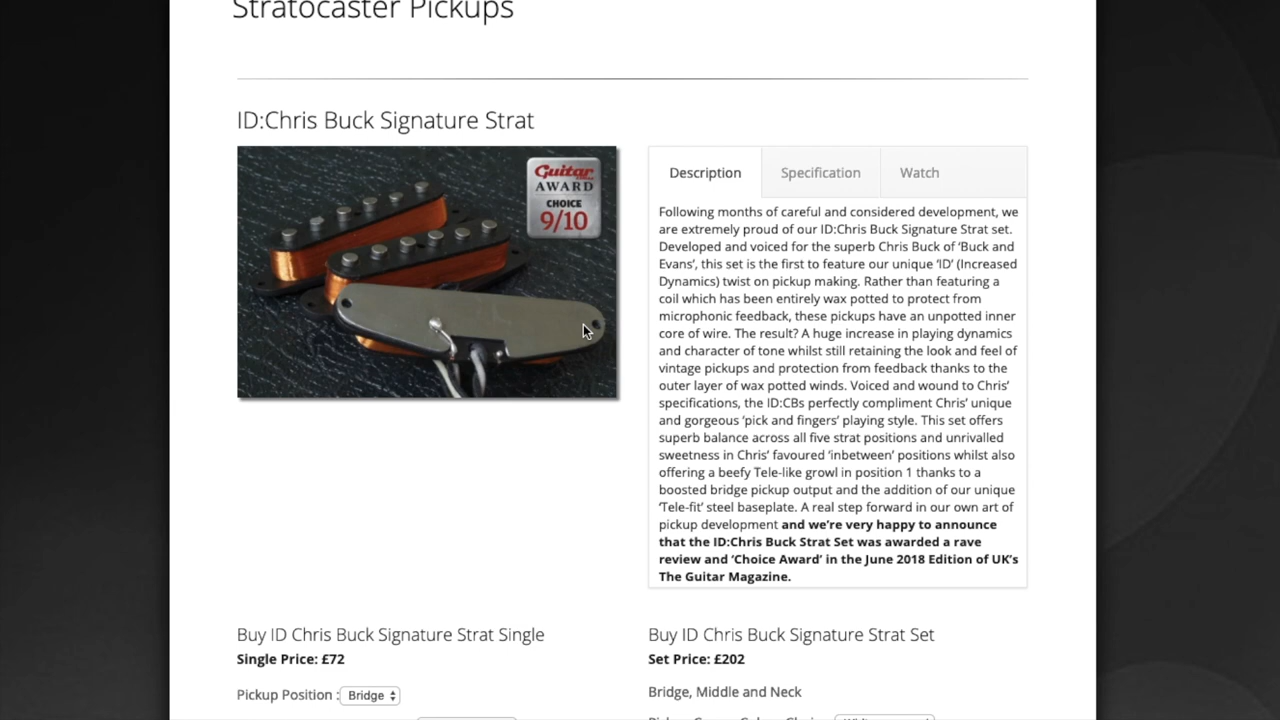 Stratocaster Pickups
ID:Chris Buck Signature Strat
Guitar
AWARD
CHOICE
9/10
Description
Specification
Watch
Following months of careful and considered development, we
are extremely proud of our ID:Chris Buck Signature Strat set.
Developed and voiced for the superb Chris Buck of ‘Buck and
Evans’, this set is the first to feature our unique ‘ID’ (Increased
Dynamics) twist on pickup making. Rather than featuring a
coil which has been entirely wax potted to protect from
microphonic feedback, these pickups have an unpotted inner
core of wire. The result? A huge increase in playing dynamics
and character of tone whilst still retaining the look and feel of
vintage pickups and protection from feedback thanks to the
outer layer of wax potted winds. Voiced and wound to Chris’
specifications, the ID:CBs perfectly compliment Chris’ unique
and gorgeous ‘pick and fingers’ playing style. This set offers
superb balance across all five strat positions and unrivalled
sweetness in Chris’ favoured ‘inbetween’ positions whilst also
offering a beefy Tele-like growl in position 1 thanks to a
boosted bridge pickup output and the addition of our unique
‘Tele-fit’ steel baseplate. A real step forward in our own art of
pickup development and we’re very happy to announce
that the ID:Chris Buck Strat Set was awarded a rave
review and ‘Choice Award’ in the June 2018 Edition of UK’s
The Guitar Magazine.
Buy ID Chris Buck Signature Strat Single
Single Price: £72
Pickup Position : Bridge
Buy ID Chris Buck Signature Strat Set
Set Price: £202
Bridge, Middle and Neck